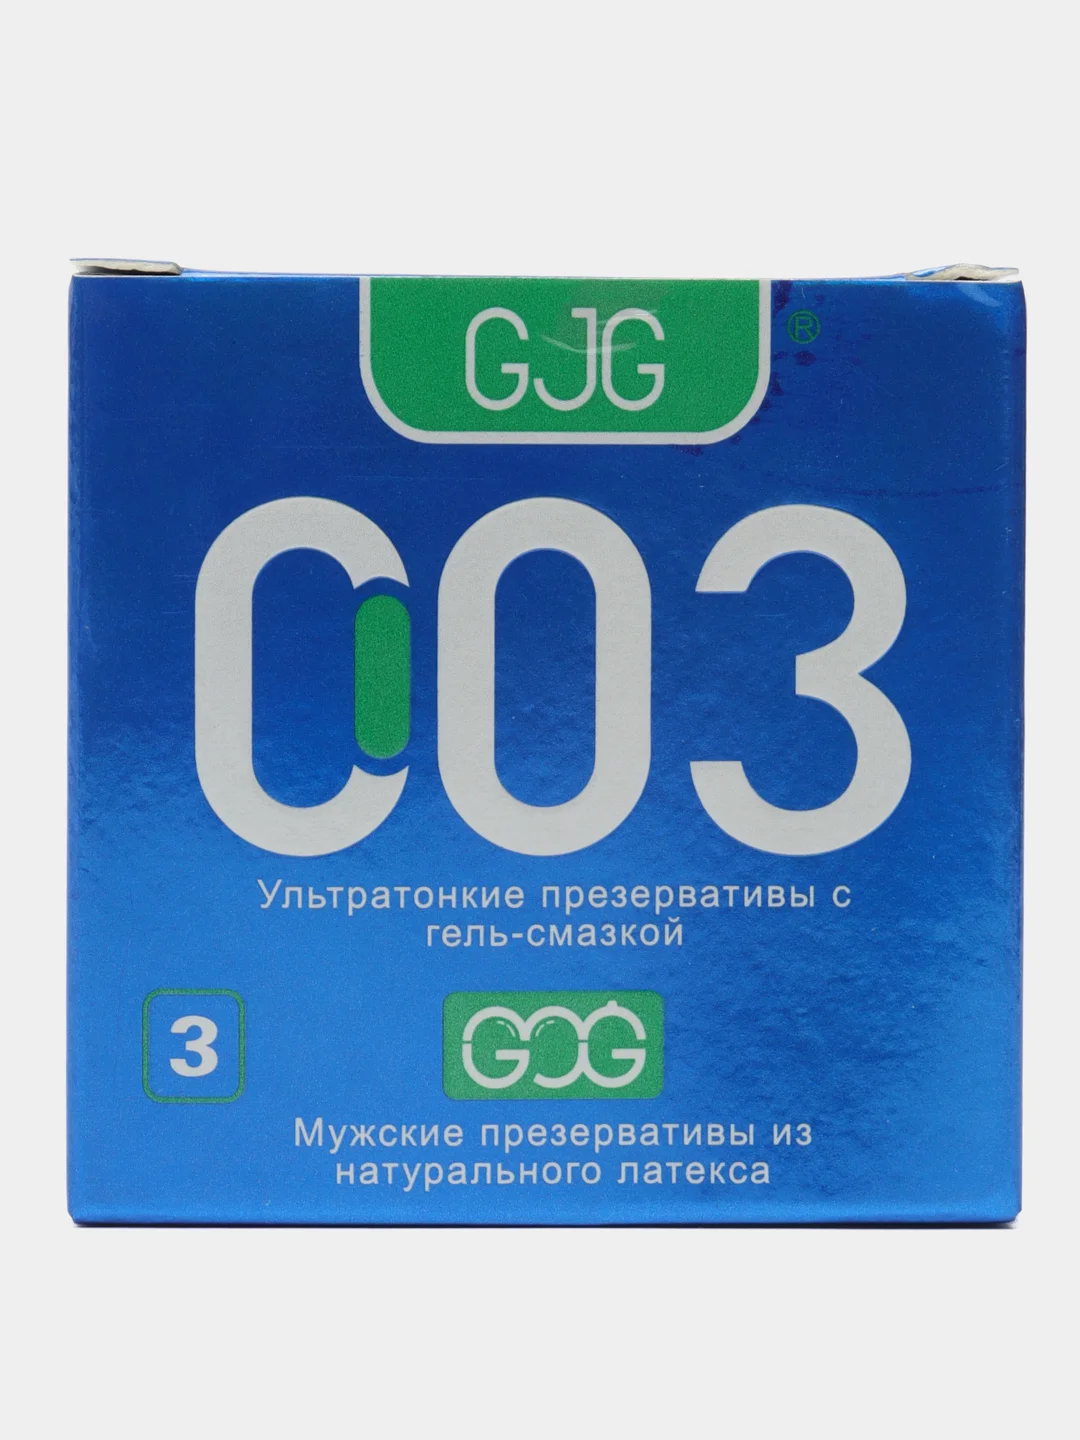 GJG ®
003
Ультратонкие презервативы с
гель-смазкой
3
GJG
Мужские презервативы из
натурального латекса